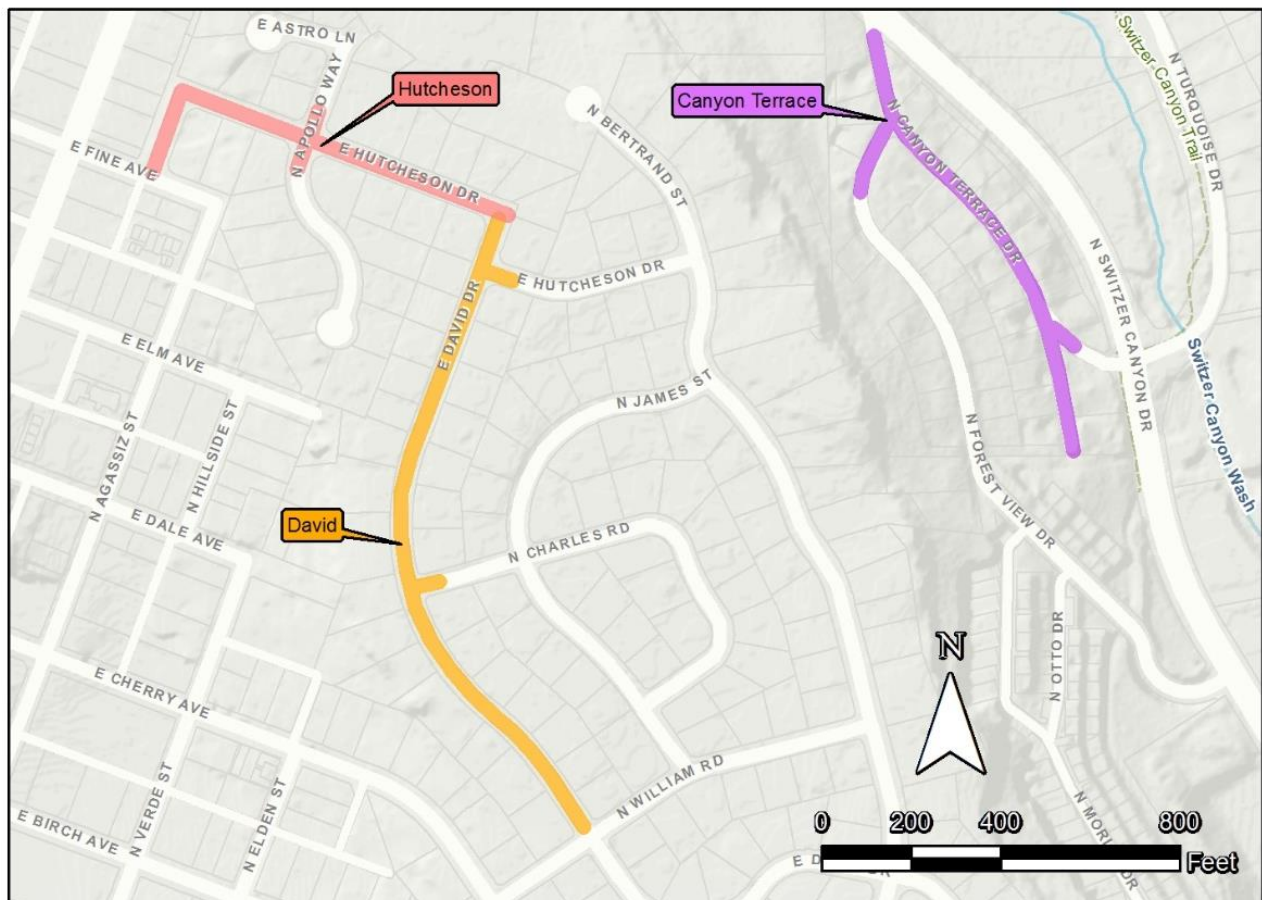 E ASTRO LN
Hutcheson
N APOLLO WAY
E HUTCHESON DR
E FINE AVE
N BERTRAND ST
Canyon Terrace
N CANYON TERRACE DR
Switzer Canyon Trail
N TURQUOISE DR
E HUTCHESON DR
E DAVID DR
N SWITZER CANYON DR
Switzer Canyon Wash
E ELM AVE
N JAMES ST
N AGASSIZ ST
N HILLSIDE ST
N FOREST VIEW DR
E DALE AVE
David
N CHARLES RD
N OTTO DR
N
E CHERRY AVE
N WILLIAM RD
N VERDE ST
N ELDEN ST
E BIRCH AVE
0 200 400 800
Feet